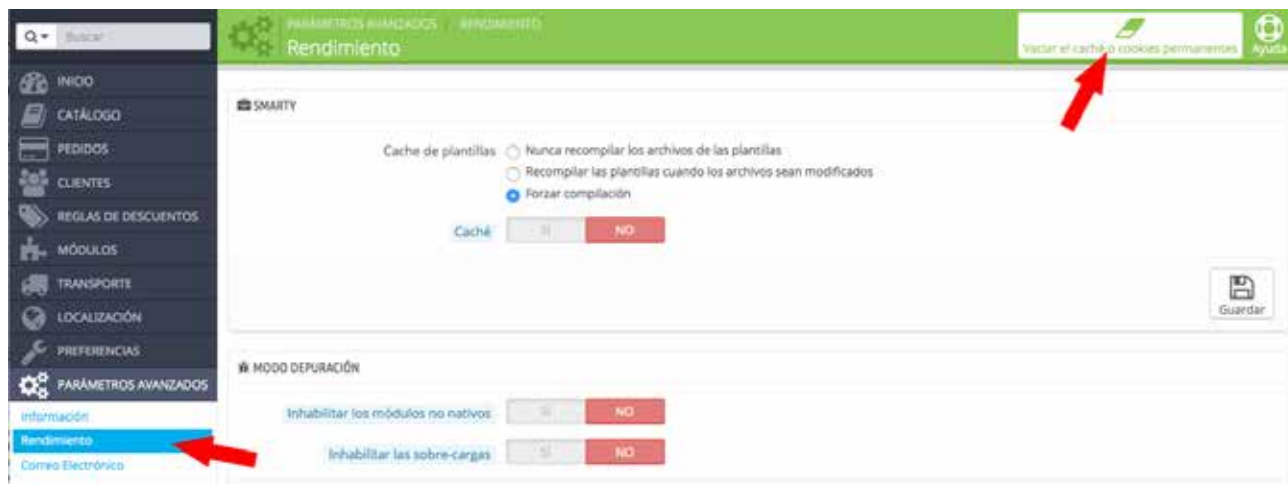 Buscar
PARÁMETROS AVANZADOS / RENDIMIENTO
Rendimiento
Vaciar el caché o cookies permanentes
Ayuda
INICIO
CATÁLOGO
PEDIDOS
CLIENTES
REGLAS DE DESCUENTOS
MÓDULOS
TRANSPORTE
LOCALIZACIÓN
PREFERENCIAS
PARÁMETROS AVANZADOS
Información
Rendimiento
Correo Electrónico
SMARTY
Cache de plantillas
Nunca recompilar los archivos de las plantillas
Recompilar las plantillas cuando los archivos sean modificados
Forzar compilación
Caché SÍ NO
Guardar
MODO DEPURACIÓN
Inhabilitar los módulos no nativos SÍ NO
Inhabilitar las sobre-cargas SÍ NO